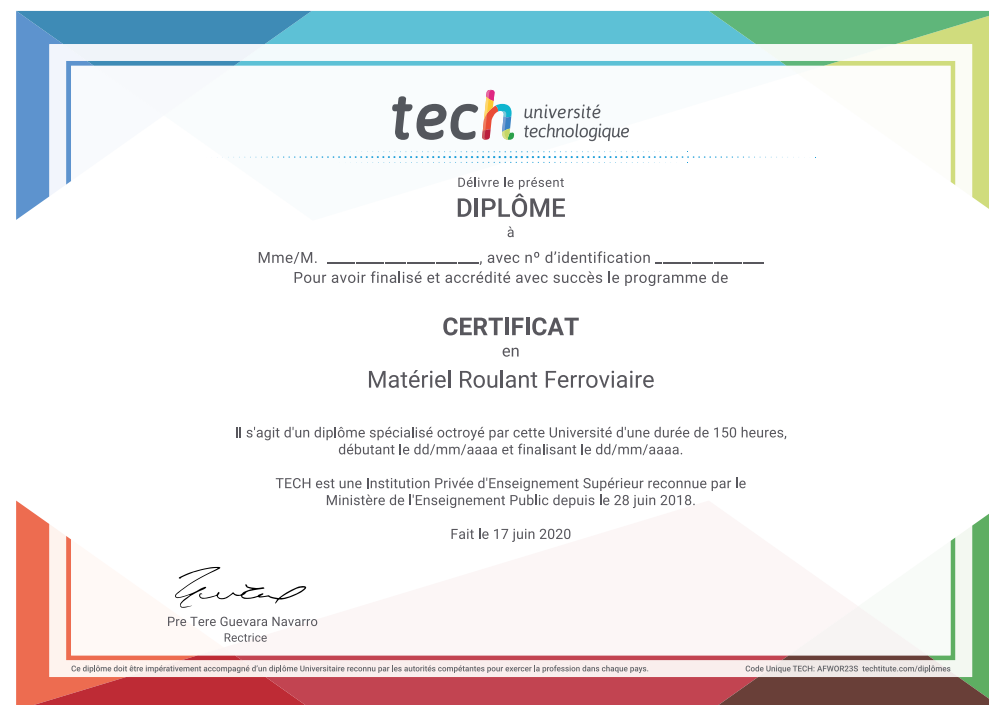 tech université
technologique
Délivre le présent
DIPLÔME
à
Mme/M. ________________, avec nº d'identification ____________
Pour avoir finalisé et accrédité avec succès le programme de
CERTIFICAT
en
Matériel Roulant Ferroviaire
Il s'agit d'un diplôme spécialisé octroyé par cette Université d'une durée de 150 heures,
débutant le dd/mm/aaaa et finalisant le dd/mm/aaaa.
TECH est une Institution Privée d'Enseignement Supérieur reconnue par le
Ministère de l'Enseignement Public depuis le 28 juin 2018.
Fait le 17 juin 2020
Pre Tere Guevara Navarro
Rectrice
Ce diplôme doit être impérativement accompagné d'un diplôme Universitaire reconnu par les autorités compétantes pour exercer la profession dans chaque pays.
Code Unique TECH: AFWOR23S techtitute.com/diplômes